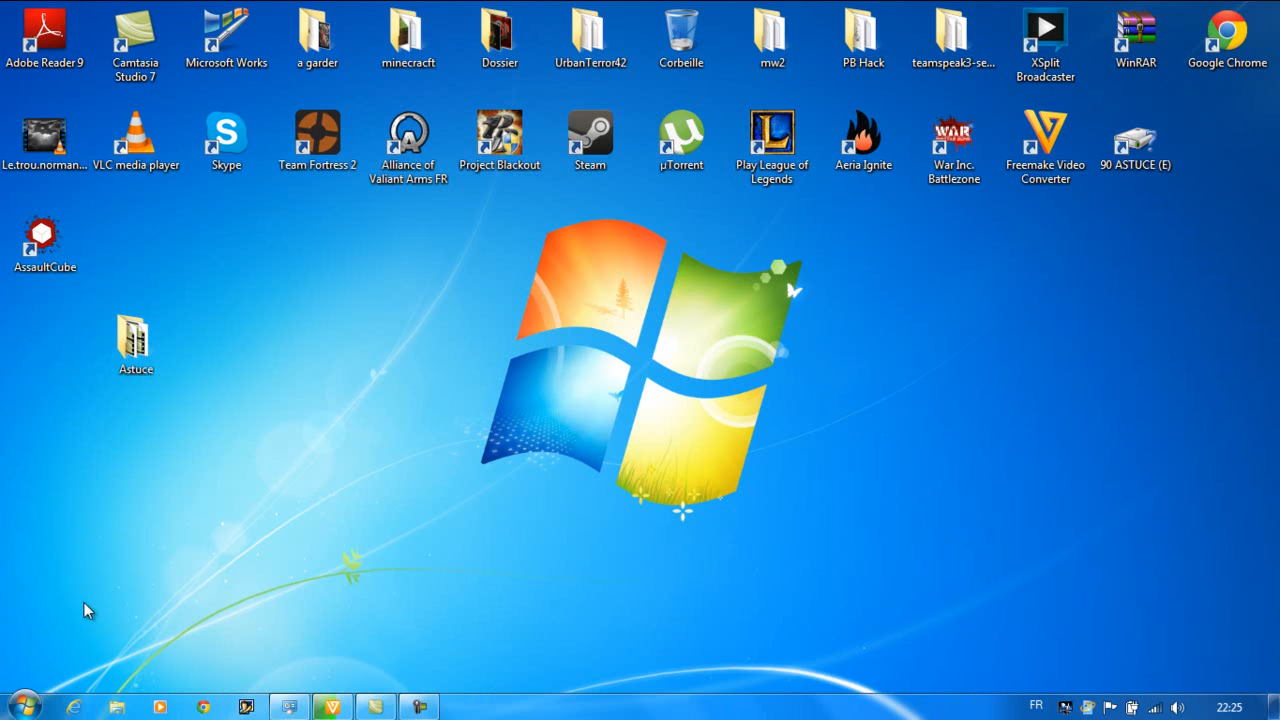 Adobe Reader 9
Camtasia
Studio 7
Microsoft Works
a garder
minecracft
Dossier
UrbanTerror42
Corbeille
mw2
PB Hack
teamspeak3-se...
XSplit
Broadcaster
WinRAR
Google Chrome
Le.trou.norman...
VLC media player
Skype
Team Fortress 2
Alliance of
Valiant Arms FR
Project Blackout
Steam
µTorrent
Play League of
Legends
Aeria Ignite
WAR
War Inc.
Battlezone
Freemake Video
Converter
90 ASTUCE (E)
AssaultCube
Astuce
FR
22:25